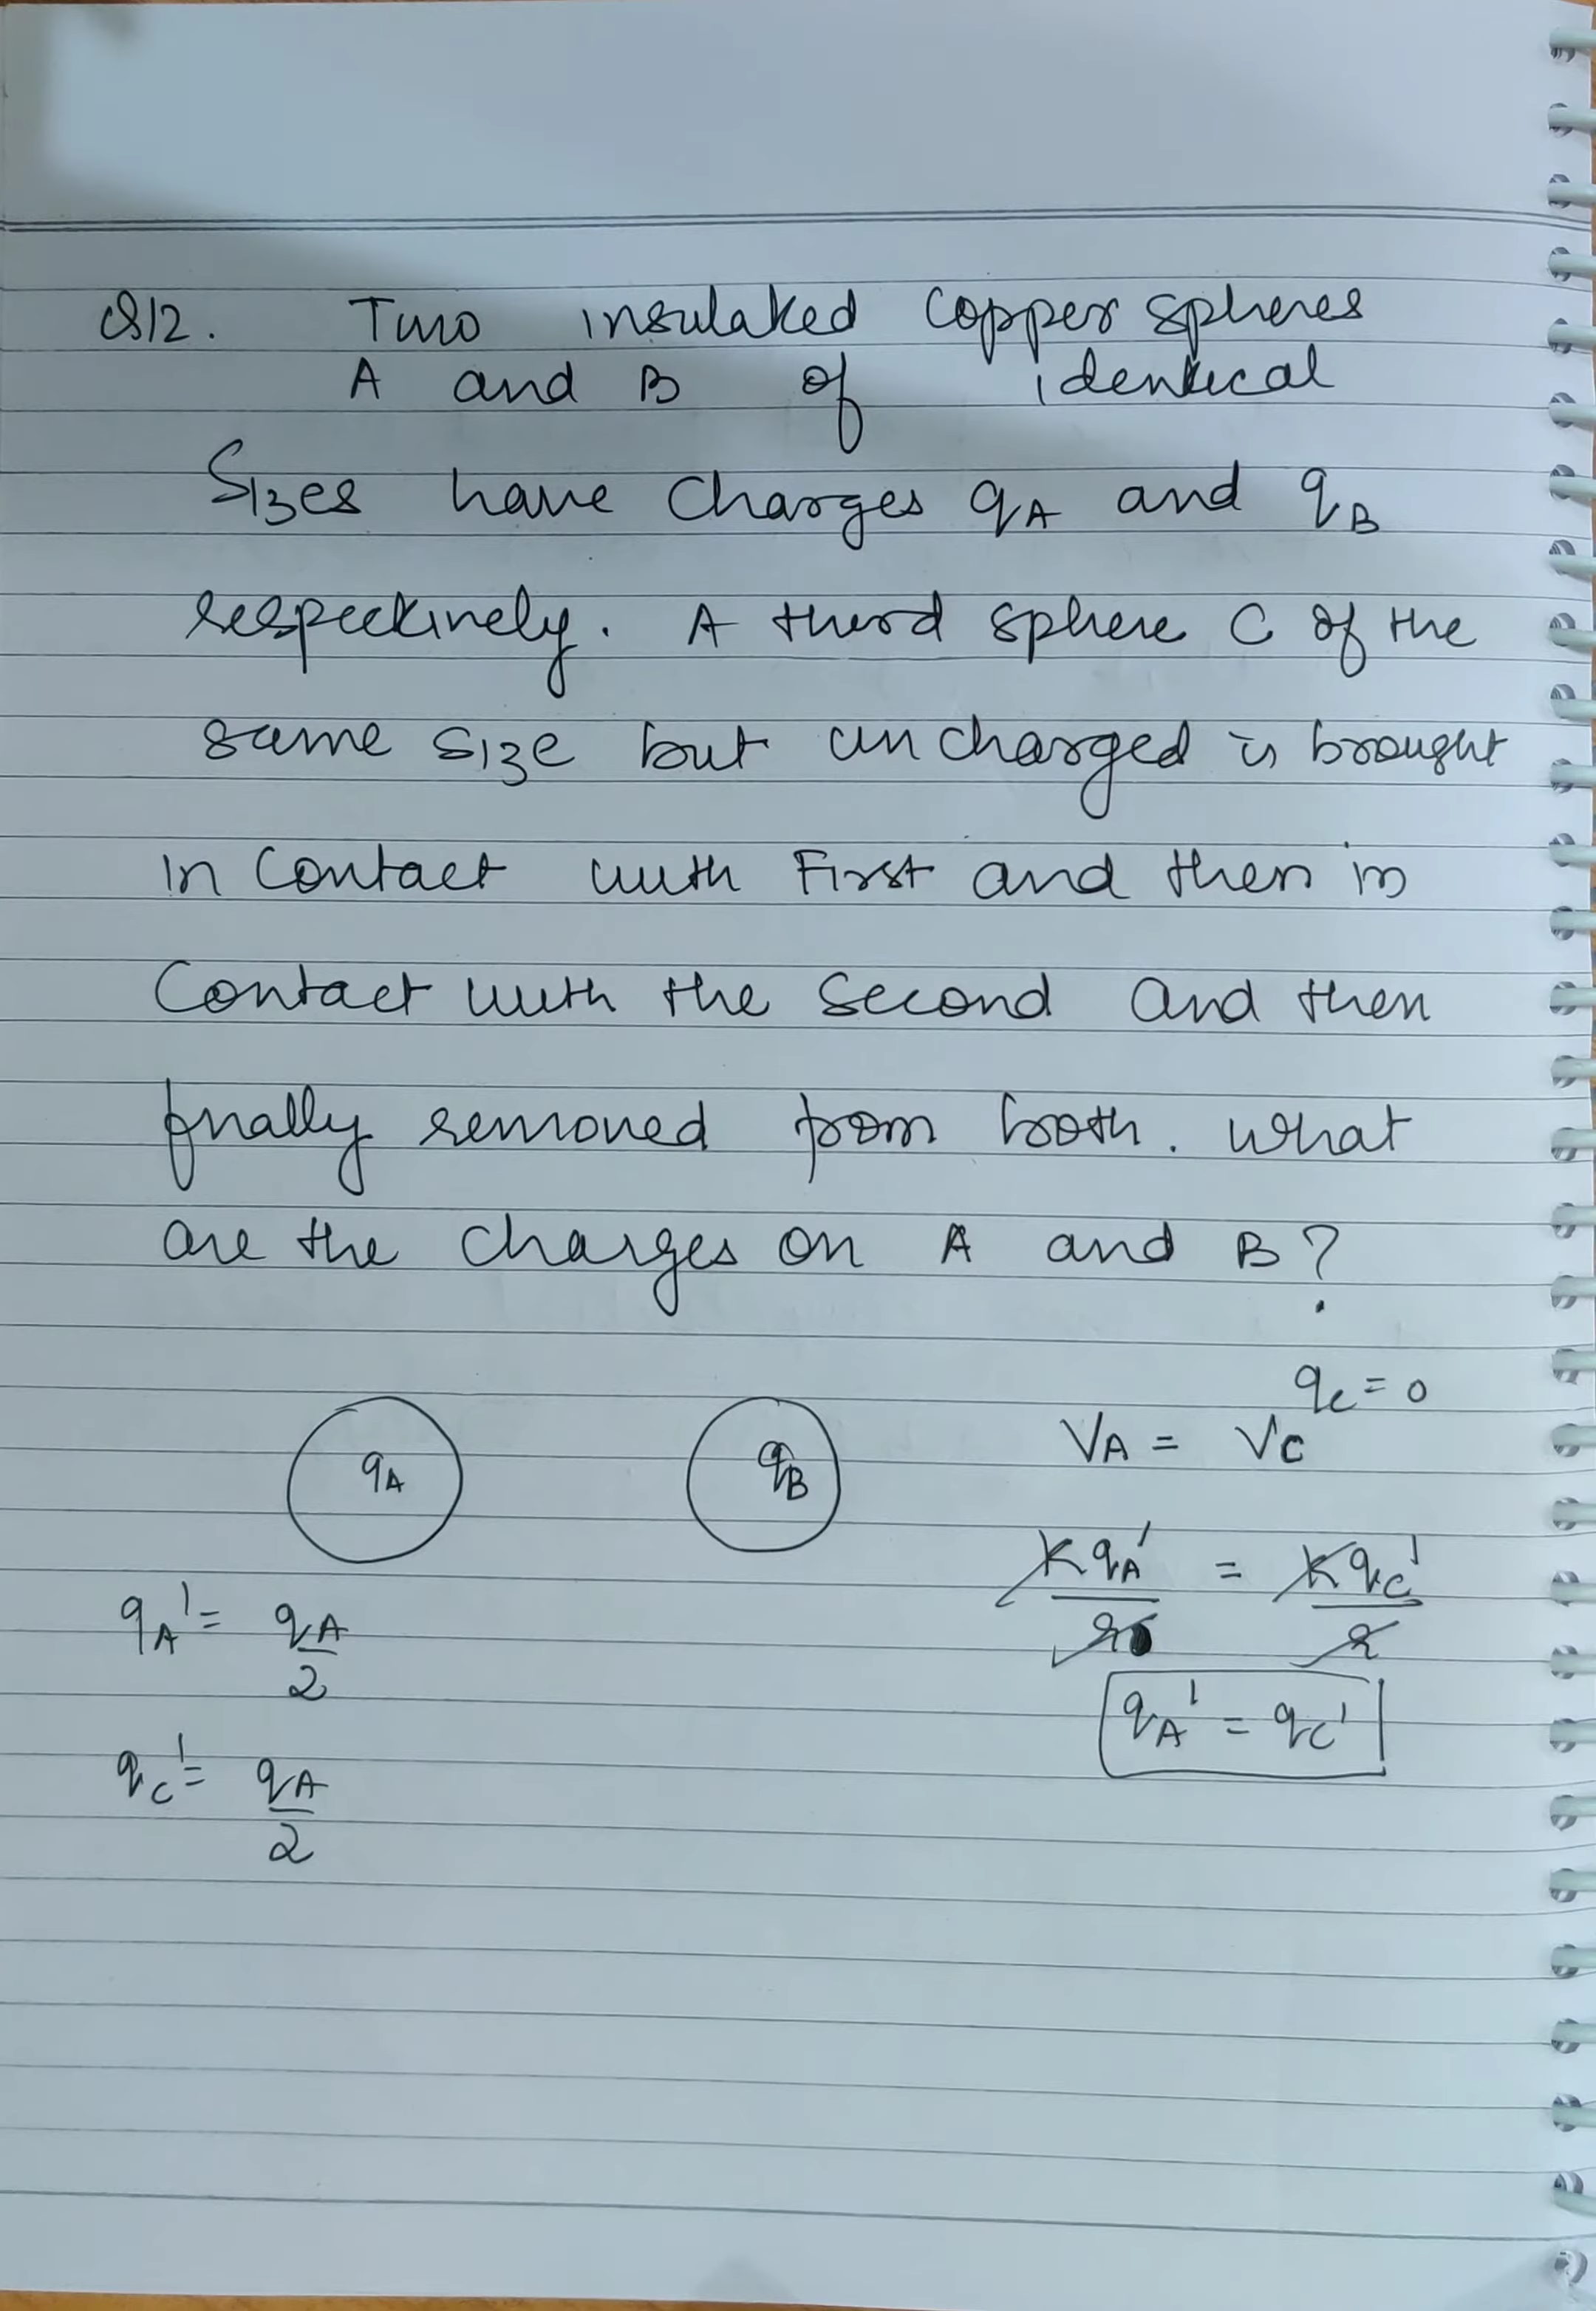 Q12. Two insulated copper spheres
A and B of identical
Sizes have charges qA and qB
respectively. A third sphere C of the
same size but uncharged is brought
in contact with First and then in
Contact with the second and then
finally removed from both. What
are the charges on A and B?
qc = 0
VA = VC
qA
qB
KqA' / r = Kqc' / r
qA' = qA / 2
qA' = qc'
qc' = qA / 2